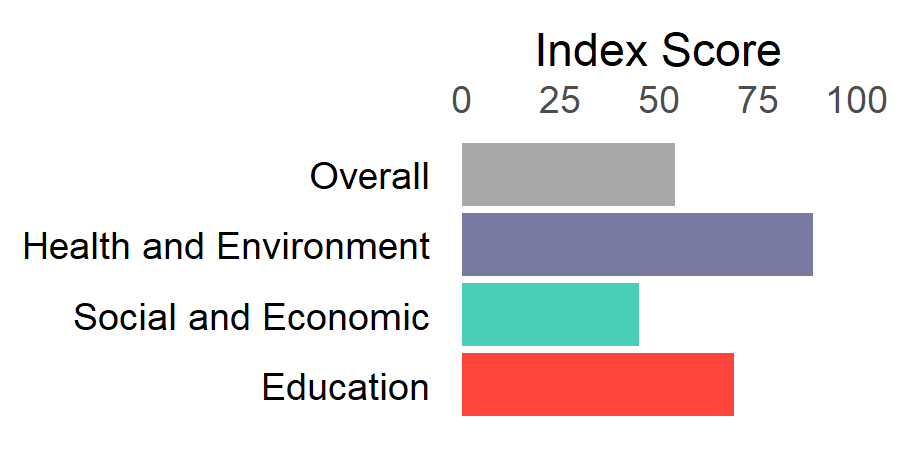 Index Score
0 25 50 75 100
Overall
Health and Environment
Social and Economic
Education